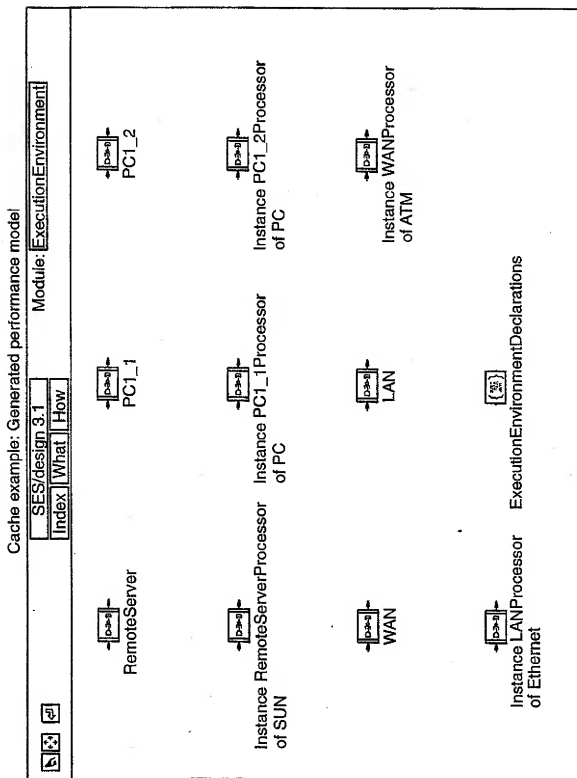 Cache example: Generated performance model
SES/design 3.1
Module: ExecutionEnvironment
Index What How
RemoteServer
PC1_1
PC1_2
Instance RemoteServerProcessor
of SUN
Instance PC1_1Processor
of PC
Instance PC1_2Processor
of PC
WAN
LAN
Instance WANProcessor
of ATM
Instance LANProcessor
of Ethernet
ExecutionEnvironmentDeclarations